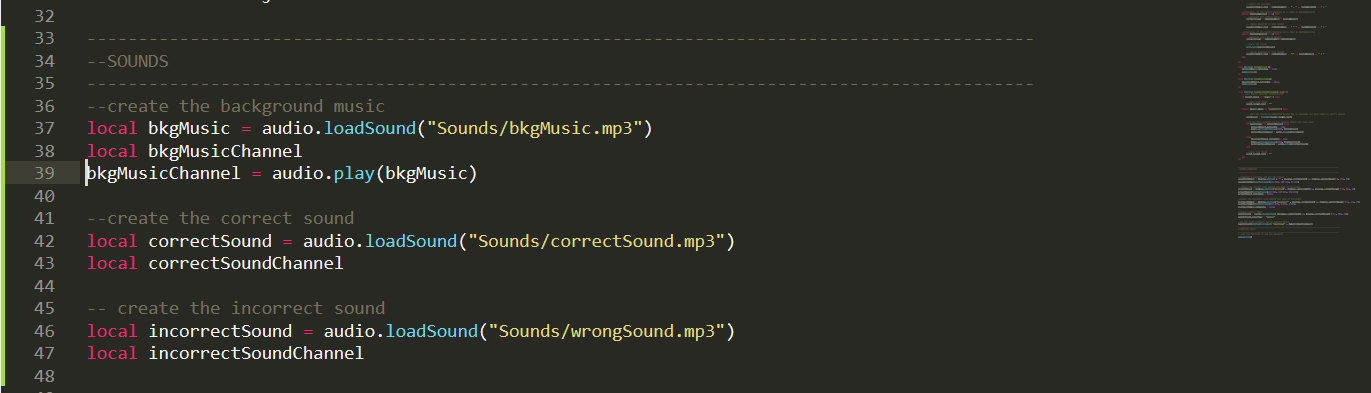 32
33 --------------------------------------------------------------------------------------------
34 --SOUNDS
35 --------------------------------------------------------------------------------------------
36 --create the background music
37 local bkgMusic = audio.loadSound("Sounds/bkgMusic.mp3")
38 local bkgMusicChannel
39 bkgMusicChannel = audio.play(bkgMusic)
40
41 --create the correct sound
42 local correctSound = audio.loadSound("Sounds/correctSound.mp3")
43 local correctSoundChannel
44
45 -- create the incorrect sound
46 local incorrectSound = audio.loadSound("Sounds/wrongSound.mp3")
47 local incorrectSoundChannel
48